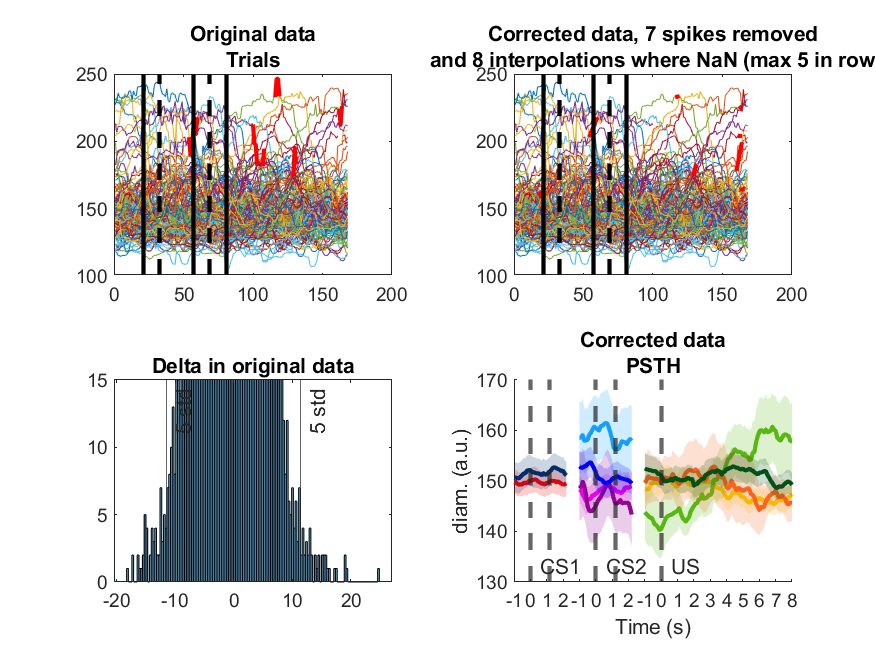 Original data
Trials
250
200
150
100
0 50 100 150 200
Corrected data, 7 spikes removed
and 8 interpolations where NaN (max 5 in row
250
200
150
100
0 50 100 150 200
Delta in original data
15
10
5
0
5 std
5 std
-20 -10 0 10 20
Corrected data
PSTH
170
160
150
140
130
diam. (a.u.)
CS1 CS2 US
-1 0 1 2 -1 0 1 2 -1 0 1 2 3 4 5 6 7 8
Time (s)